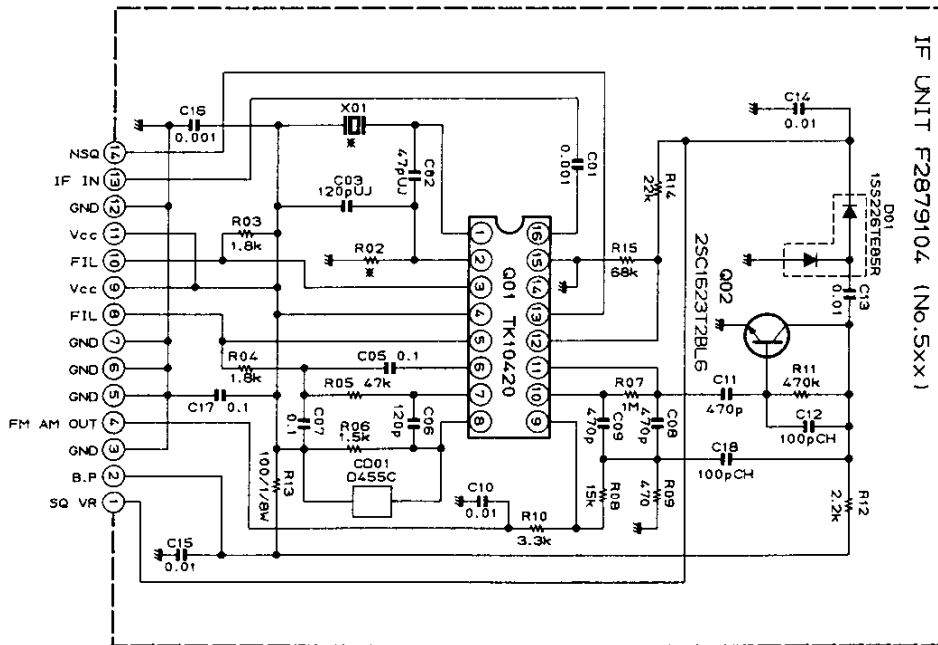 IF UNIT F2879104 (No.5xx)
14 NSQ
13 IF IN
12 GND
11 Vcc
10 FIL
9 Vcc
8 FIL
7 GND
6 GND
5 GND
4 FM AM OUT
3 GND
2 B.P
1 SQ VR
C16
0.001
X01
*
C02
47pUJ
C03
120pUJ
R03
1.8k
R02
*
R04
1.8k
C05 0.1
R05 47k
C17 0.1
C07
0.1
R06
1.5k
C06
120p
CD01
D455C
R13
100/1/8W
C15
0.01
C10
0.01
R10
3.3k
Q01 TK10420
1
2
3
4
5
6
7
8
16
15
14
13
12
11
10
9
C01
0.001
R14
22k
R15
68k
R07
1M
C09
470p
C08
470p
R08
15k
R09
470
C11
470p
C18
100pCH
C14
0.01
D01
1SS226TE85R
C13
0.01
Q02
2SC1623T2BL6
R11
470k
C12
100pCH
R12
2.2k